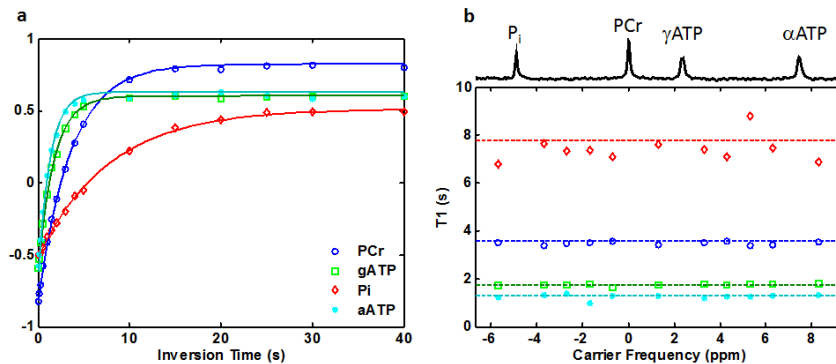 a
1
0.5
0
-0.5
-1
0 10 20 30 40
Inversion Time (s)
PCr
gATP
Pi
aATP
b
Pi PCr γATP αATP
10
8
6
4
2
0
T1 (s)
-6 -4 -2 0 2 4 6 8
Carrier Frequency (ppm)